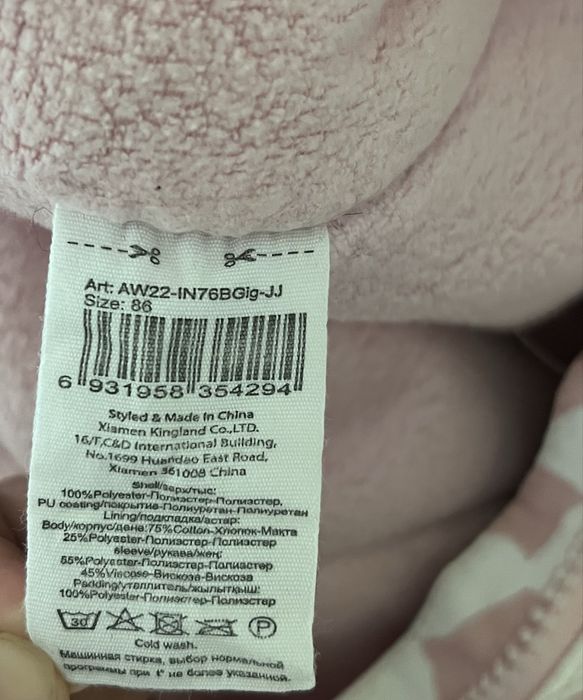 Art: AW22-IN76BGig-JJ
Size: 86
6 931958 354294
Styled & Made In China
Xiamen Kingland Co.,LTD.
16/F,C&D International Building,
No.1699 Huandao East Road,
Xiamen 361008 China
shell/верх/тыс:
100%Polyester-Полиэстер-Полиэстер,
PU coating/покрытие-Полиуретан-Полиуретан
Lining/подкладка/астар:
Body/корпус/дене:75%Cotton-Хлопок-Мақта
25%Polyester-Полиэстер-Полиэстер
sleeve/рукава/жең:
55%Polyester-Полиэстер-Полиэстер
45%Viscose-Вискоза-Вискоза
Padding/утеплитель/жылытқыш:
100%Polyester-Полиэстер-Полиэстер
30 P
Cold wash.
Машинная стирка, выбор нормальной
программы при t° не более указанной.